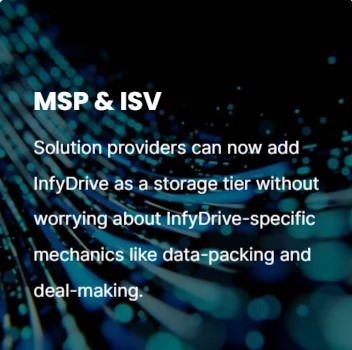 MSP & ISV
Solution providers can now add
InfyDrive as a storage tier without
worrying about InfyDrive-specific
mechanics like data-packing and
deal-making.